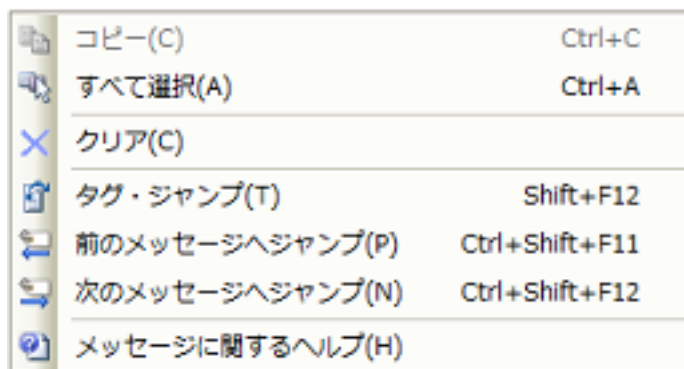 コピー(C) Ctrl+C
すべて選択(A) Ctrl+A
クリア(C)
タグ・ジャンプ(T) Shift+F12
前のメッセージへジャンプ(P) Ctrl+Shift+F11
次のメッセージへジャンプ(N) Ctrl+Shift+F12
メッセージに関するヘルプ(H)